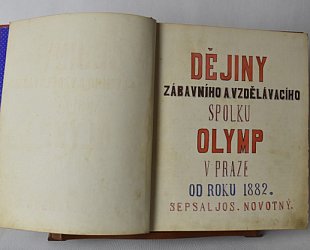 DĚJINY
ZÁBAVNÍHO A VZDĚLÁVACÍHO
SPOLKU
OLYMP
V PRAZE
OD ROKU 1882.
SEPSAL JOS. NOVOTNÝ.